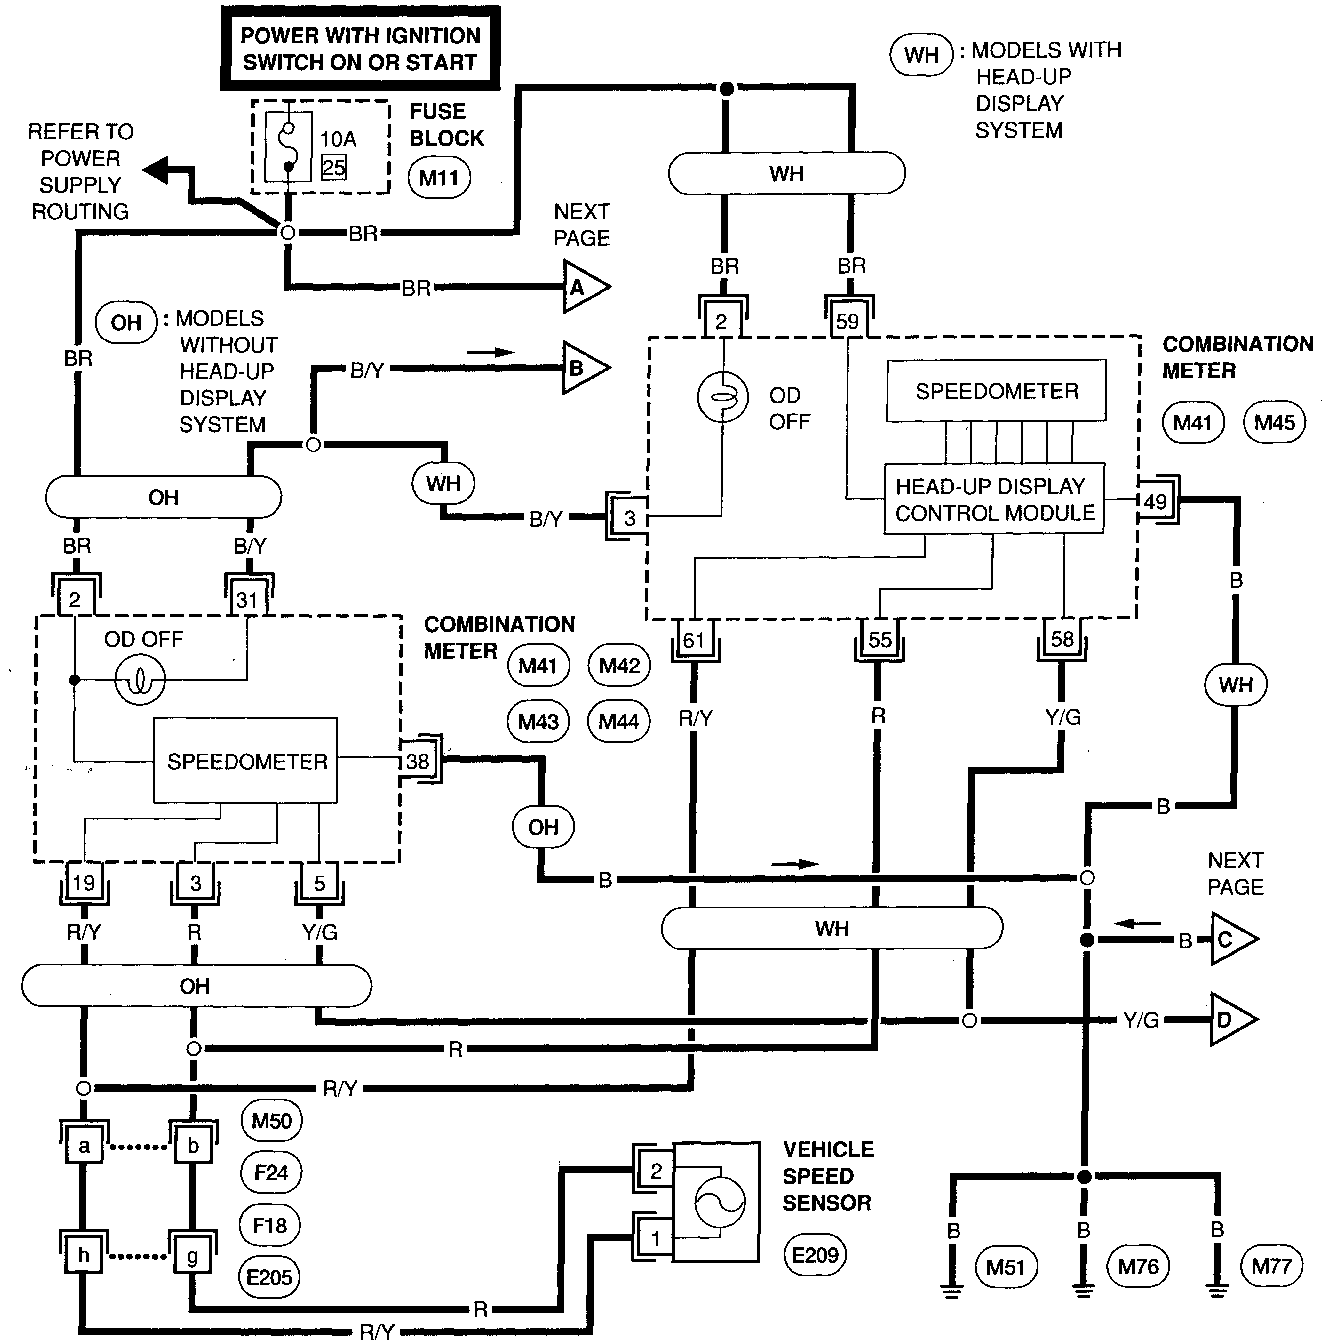 POWER WITH IGNITION
SWITCH ON OR START
WH : MODELS WITH
HEAD-UP
DISPLAY
SYSTEM
FUSE
BLOCK
M11
10A
25
REFER TO
POWER
SUPPLY
ROUTING
WH
NEXT
PAGE
BR
BR
A
BR
BR
OH : MODELS
WITHOUT
HEAD-UP
DISPLAY
SYSTEM
2
59
COMBINATION
METER
M41
M45
BR
B/Y
B
SPEEDOMETER
OD
OFF
WH
OH
HEAD-UP DISPLAY
CONTROL MODULE
49
B/Y
3
BR
B/Y
B
2
31
COMBINATION
METER
M41
M42
M43
M44
OD OFF
61
55
58
WH
R/Y
R
Y/G
SPEEDOMETER
38
OH
B
B
19
3
5
NEXT
PAGE
R/Y
R
Y/G
WH
B
C
OH
Y/G
D
R
R/Y
a
b
M50
F24
F18
E205
h
g
2
1
VEHICLE
SPEED
SENSOR
E209
B
B
B
M51
M76
M77
R
R/Y